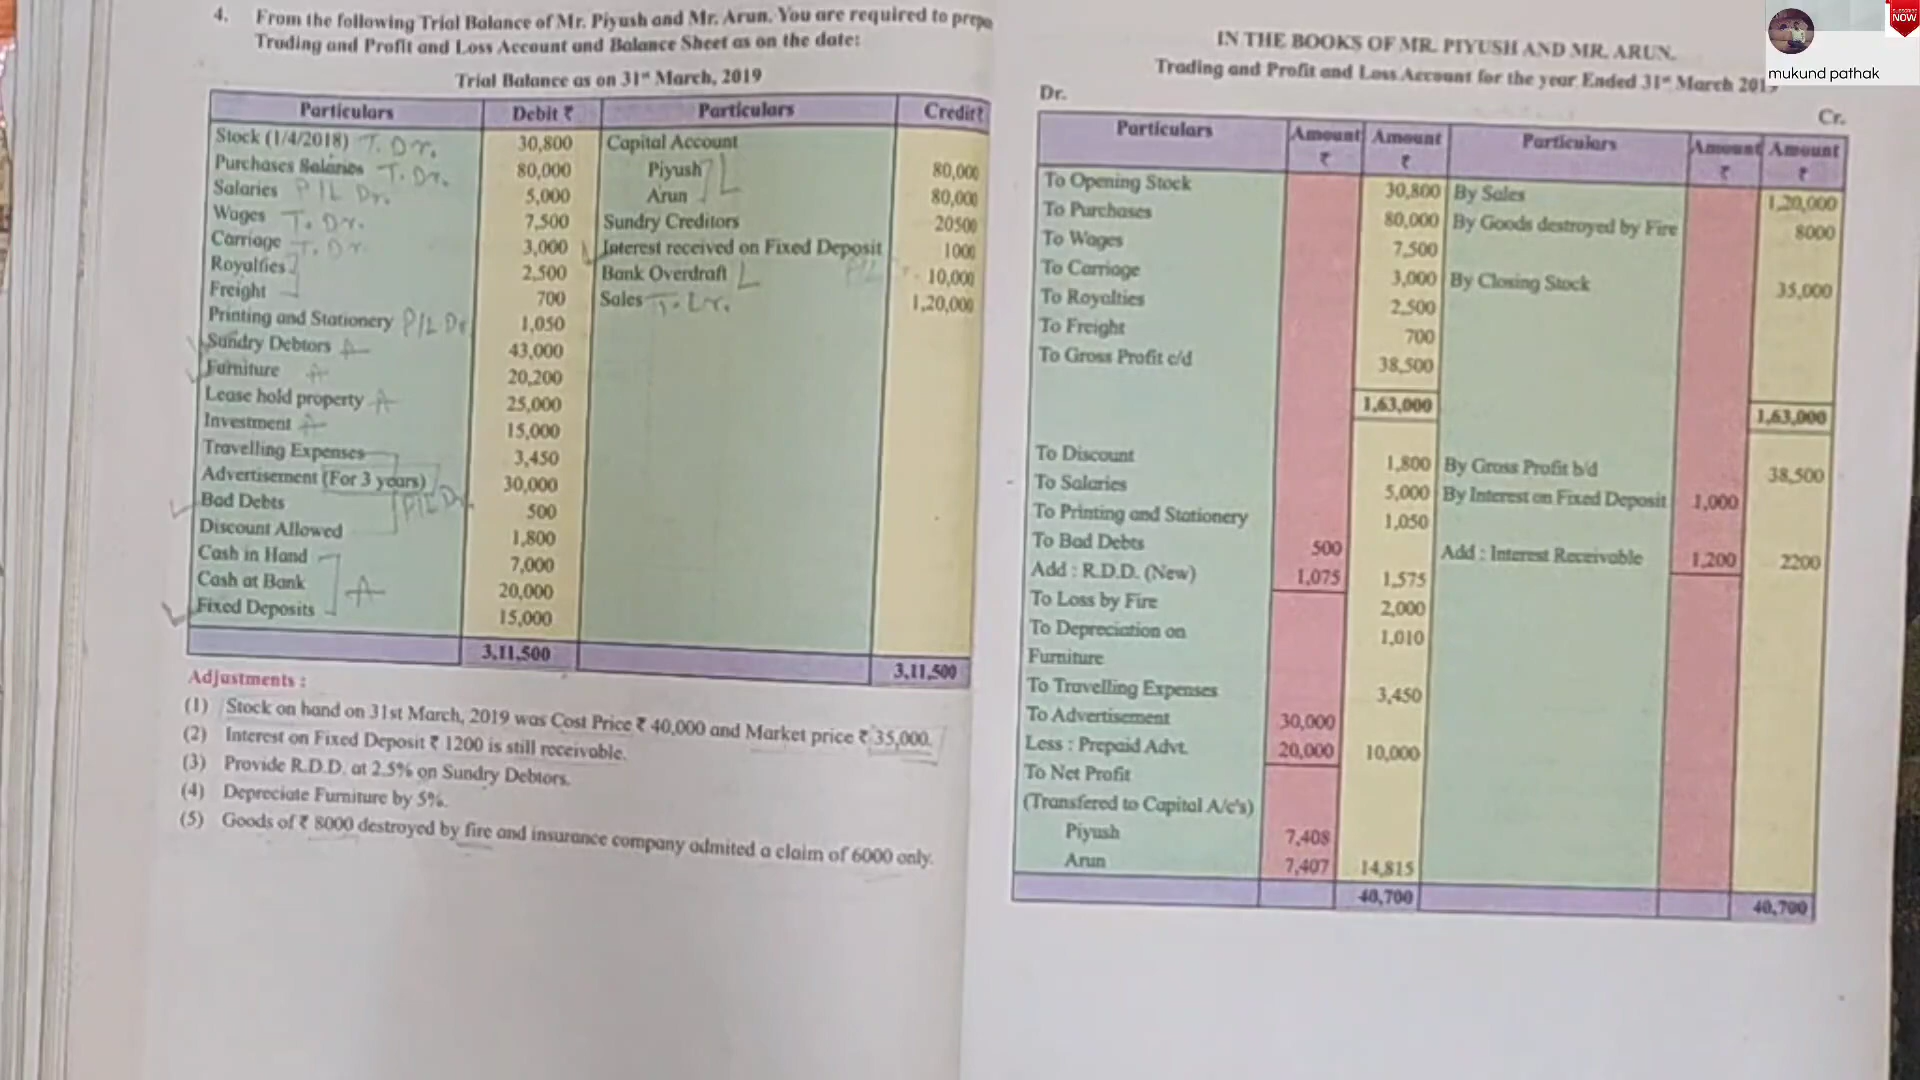 4. From the following Trial Balance of Mr. Piyush and Mr. Arun. You are required to prepa
Trading and Profit and Loss Account and Balance Sheet as on the date:
Trial Balance as on 31st March, 2019
Particulars Debit ₹ Particulars Credit ₹
Stock (1/4/2018) T. Dr. 30,800 Capital Account
Purchases Salaries T. Dr. 80,000 Piyush 80,000
Salaries P/L Dr. 5,000 Arun L 80,000
Wages T. Dr. 7,500 Sundry Creditors 20500
Carriage T. Dr. 3,000 Interest received on Fixed Deposit 1000
Royalties 2,500 Bank Overdraft L P/L 10,000
Freight 700 Sales 1,20,000
Printing and Stationery P/L Dr 1,050
Sundry Debtors A 43,000
Furniture A 20,200
Lease hold property A 25,000
Investment A 15,000
Travelling Expenses 3,450
Advertisement (For 3 years) 30,000
Bad Debts P/L Dr. 500
Discount Allowed 1,800
Cash in Hand 7,000
Cash at Bank A 20,000
Fixed Deposits 15,000
3,11,500 3,11,500
Adjustments :
(1) Stock on hand on 31st March, 2019 was Cost Price ₹ 40,000 and Market price ₹ 35,000.
(2) Interest on Fixed Deposit ₹ 1200 is still receivable.
(3) Provide R.D.D. at 2.5% on Sundry Debtors.
(4) Depreciate Furniture by 5%.
(5) Goods of ₹ 8000 destroyed by fire and insurance company admited a claim of 6000 only.
IN THE BOOKS OF MR. PIYUSH AND MR. ARUN.
Trading and Profit and Loss Account for the year Ended 31st March 2019
Dr. Cr.
Particulars Amount ₹ Amount ₹ Particulars Amount ₹ Amount ₹
To Opening Stock 30,800 By Sales 1,20,000
To Purchases 80,000 By Goods destroyed by Fire 8000
To Wages 7,500
To Carriage 3,000 By Closing Stock 35,000
To Royalties 2,500
To Freight 700
To Gross Profit c/d 38,500
1,63,000 1,63,000
To Discount 1,800 By Gross Profit b/d 38,500
To Salaries 5,000 By Interest on Fixed Deposit 1,000
To Printing and Stationery 1,050
To Bad Debts 500 Add : Interest Receivable 1,200 2200
Add : R.D.D. (New) 1,075 1,575
To Loss by Fire 2,000
To Depreciation on 1,010
Furniture
To Travelling Expenses 3,450
To Advertisement 30,000
Less : Prepaid Advt. 20,000 10,000
To Net Profit
(Transfered to Capital A/c's)
Piyush 7,408
Arun 7,407 14,815
40,700 40,700
mukund pathak
SUBSCRIBE
NOW